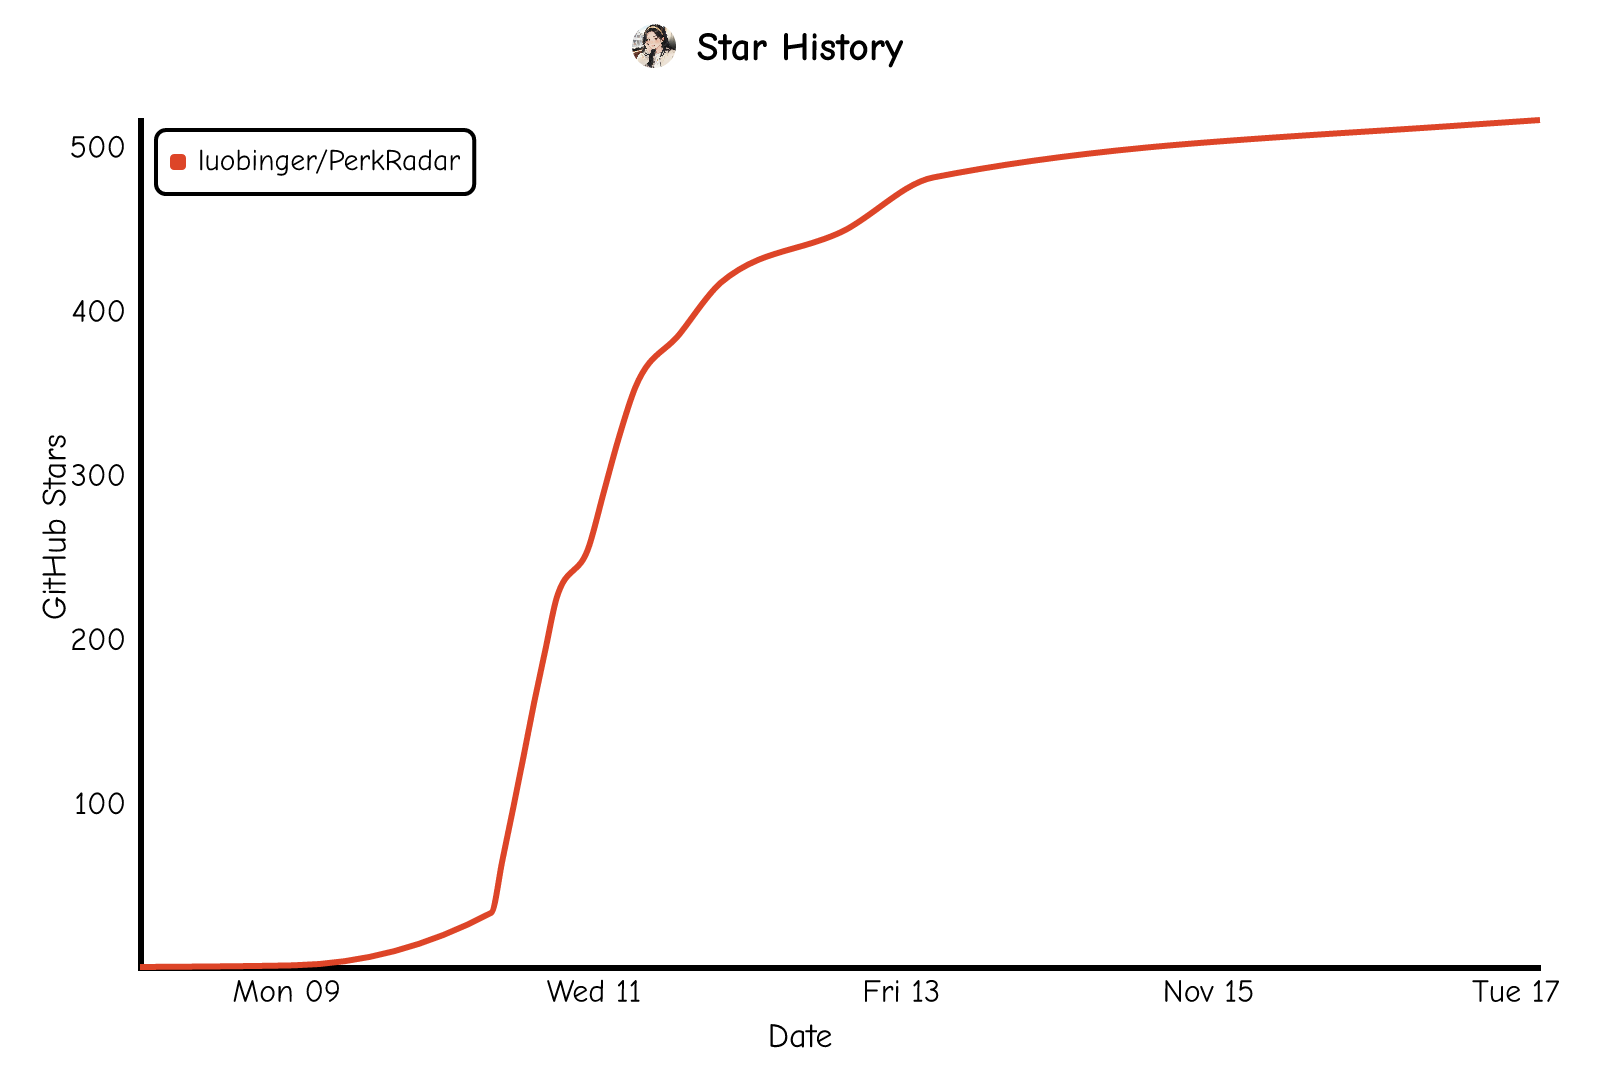 Star History
luobinger/PerkRadar
500
400
300
200
100
GitHub Stars
Mon 09
Wed 11
Fri 13
Nov 15
Tue 17
Date